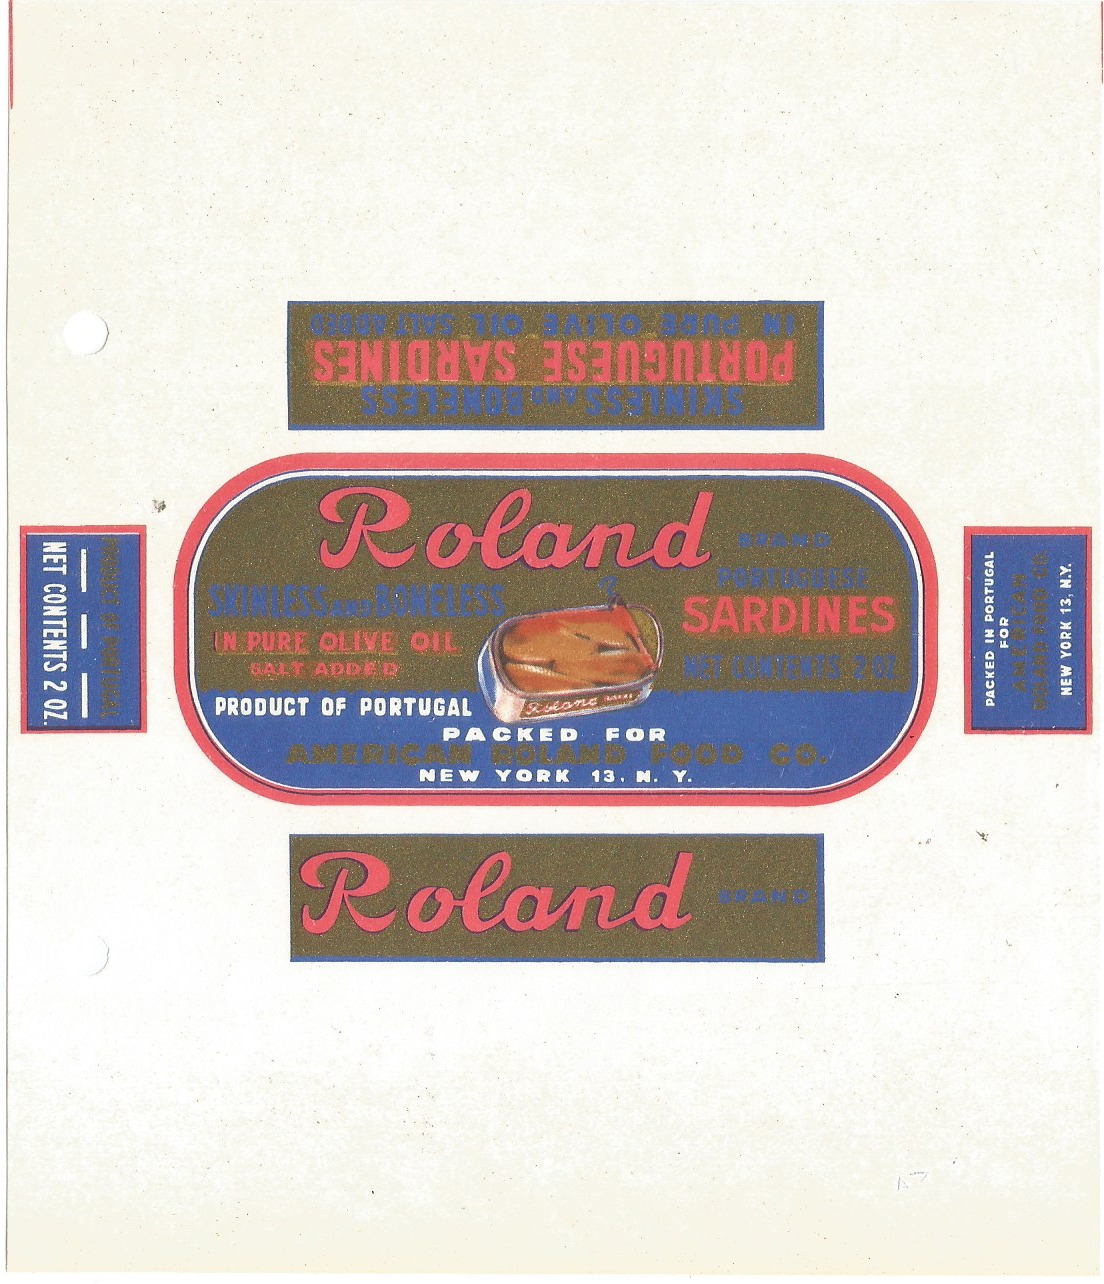 SKINLESS AND BONELESS
PORTUGUESE SARDINES
IN PURE OLIVE OIL SALT ADDED
Roland BRAND
SKINLESS AND BONELESS
IN PURE OLIVE OIL
SALT ADDED
PORTUGUESE
SARDINES
NET CONTENTS 2 OZ
Roland BRAND
PRODUCT OF PORTUGAL
PACKED FOR
AMERICAN ROLAND FOOD CO.
NEW YORK 13, N. Y.
PRODUCT OF PORTUGAL
NET CONTENTS 2 OZ.
PACKED IN PORTUGAL
FOR
AMERICAN
ROLAND FOOD CO.
NEW YORK 13, N.Y.
Roland BRAND